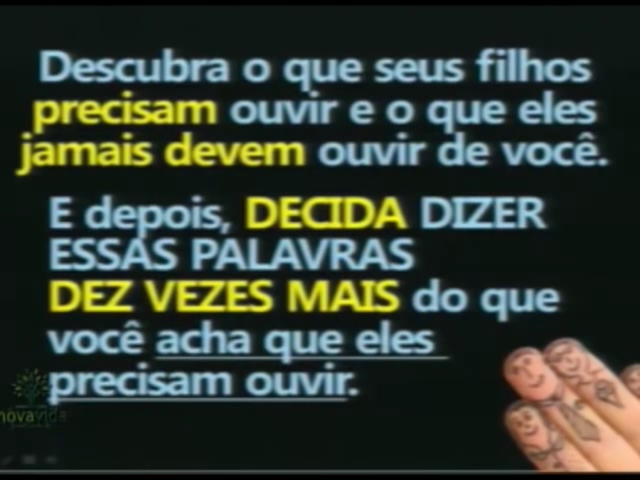 Descubra o que seus filhos
precisam ouvir e o que eles
jamais devem ouvir de você.
E depois, DECIDA DIZER
ESSAS PALAVRAS
DEZ VEZES MAIS do que
você acha que eles
precisam ouvir.
novavida